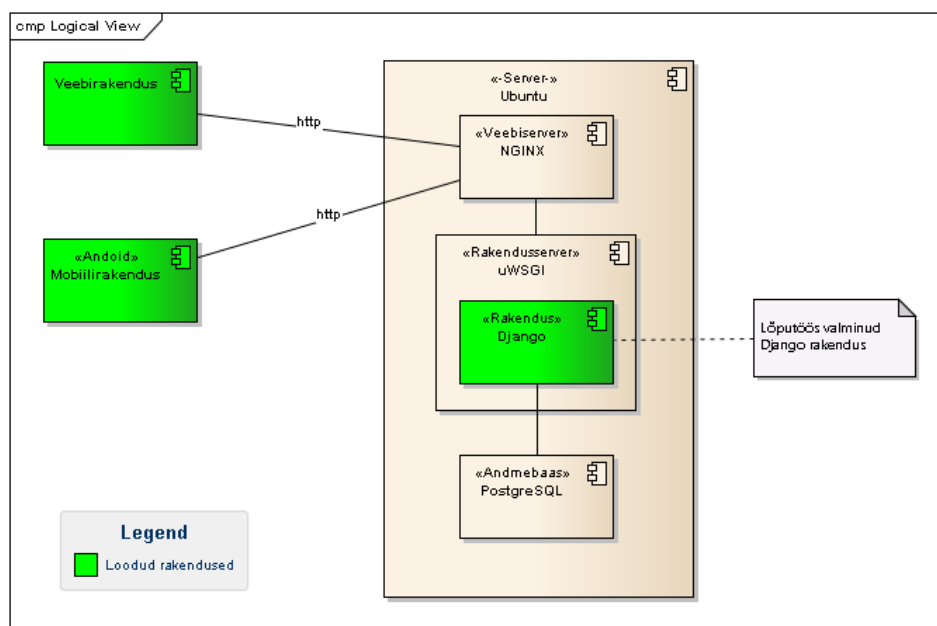 cmp Logical View
Veebirakendus
«-Server-»
Ubuntu
http
«Veebiserver»
NGINX
http
«Andoid»
Mobiilirakendus
«Rakendusserver»
uWSGI
«Rakendus»
Django
Lõputöös valminud
Django rakendus
«Andmebaas»
PostgreSQL
Legend
Loodud rakendused